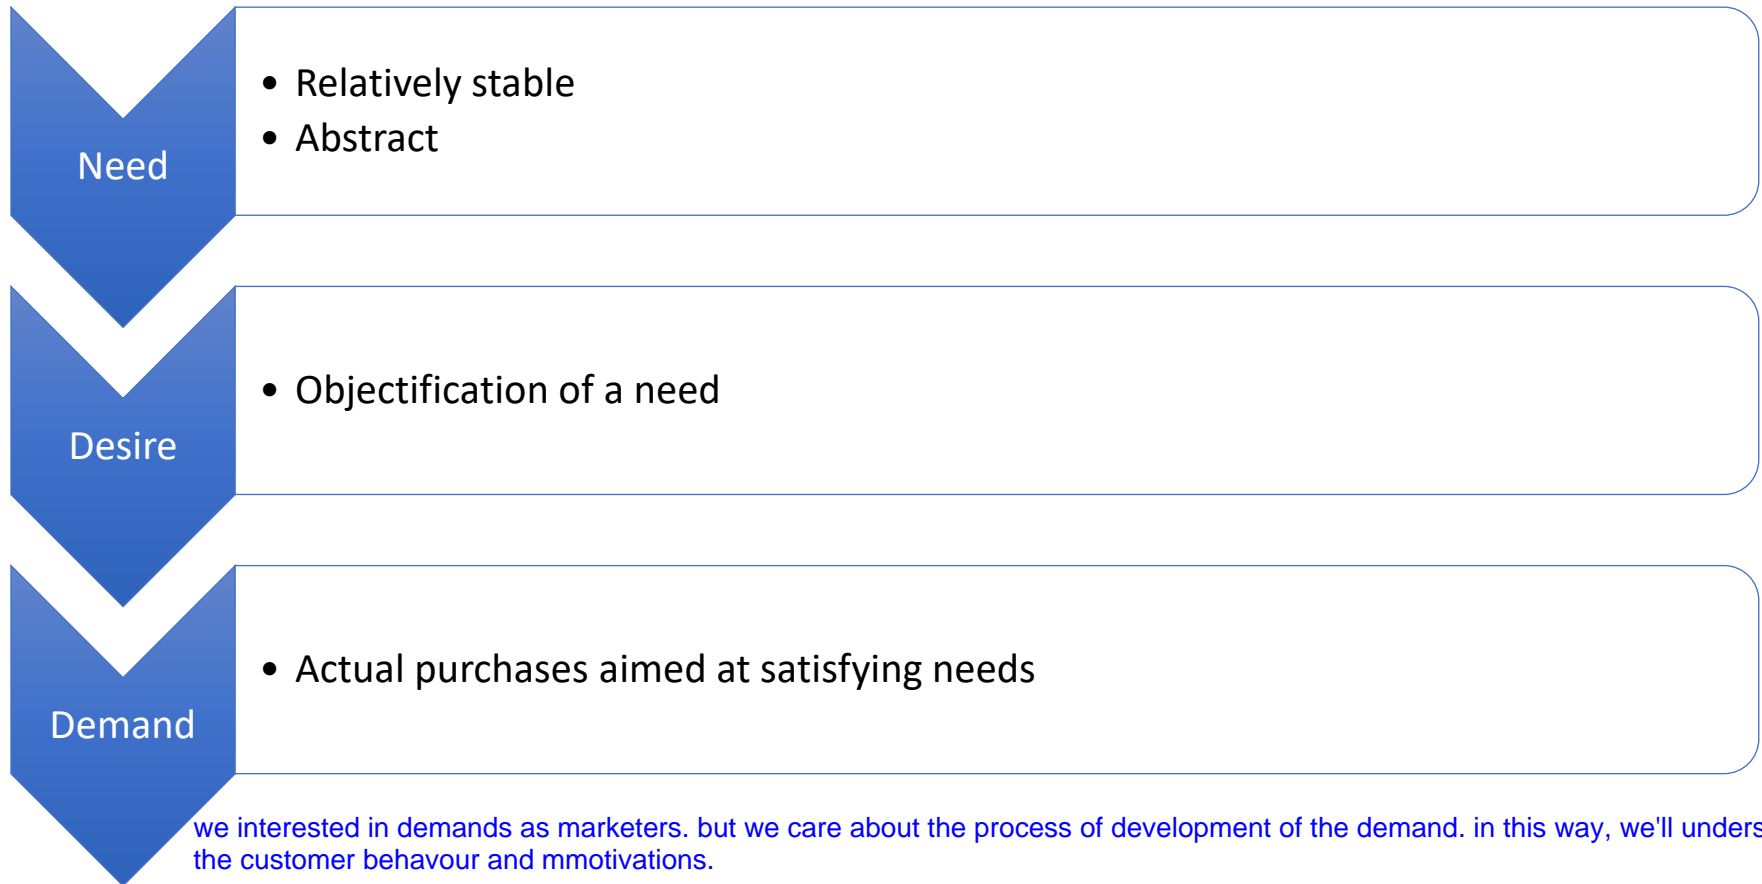 Need
• Relatively stable
• Abstract
Desire
• Objectification of a need
Demand
• Actual purchases aimed at satisfying needs
we interested in demands as marketers. but we care about the process of development of the demand. in this way, we'll unders
the customer behavour and mmotivations.